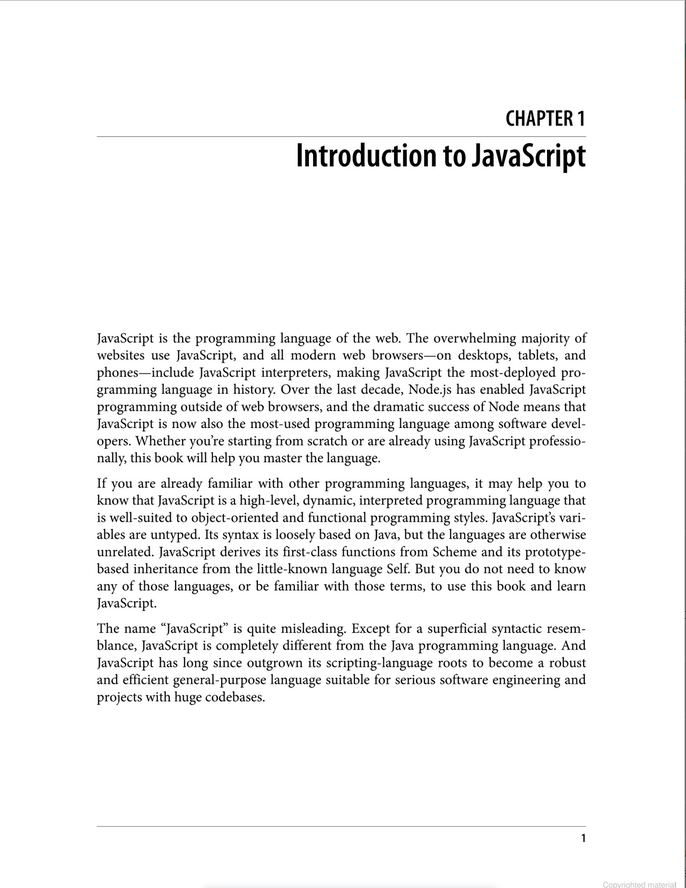 CHAPTER 1
Introduction to JavaScript
JavaScript is the programming language of the web. The overwhelming majority of
websites use JavaScript, and all modern web browsers—on desktops, tablets, and
phones—include JavaScript interpreters, making JavaScript the most-deployed pro-
gramming language in history. Over the last decade, Node.js has enabled JavaScript
programming outside of web browsers, and the dramatic success of Node means that
JavaScript is now also the most-used programming language among software devel-
opers. Whether you’re starting from scratch or are already using JavaScript professio-
nally, this book will help you master the language.
If you are already familiar with other programming languages, it may help you to
know that JavaScript is a high-level, dynamic, interpreted programming language that
is well-suited to object-oriented and functional programming styles. JavaScript’s vari-
ables are untyped. Its syntax is loosely based on Java, but the languages are otherwise
unrelated. JavaScript derives its first-class functions from Scheme and its prototype-
based inheritance from the little-known language Self. But you do not need to know
any of those languages, or be familiar with those terms, to use this book and learn
JavaScript.
The name “JavaScript” is quite misleading. Except for a superficial syntactic resem-
blance, JavaScript is completely different from the Java programming language. And
JavaScript has long since outgrown its scripting-language roots to become a robust
and efficient general-purpose language suitable for serious software engineering and
projects with huge codebases.
1
Copyrighted material